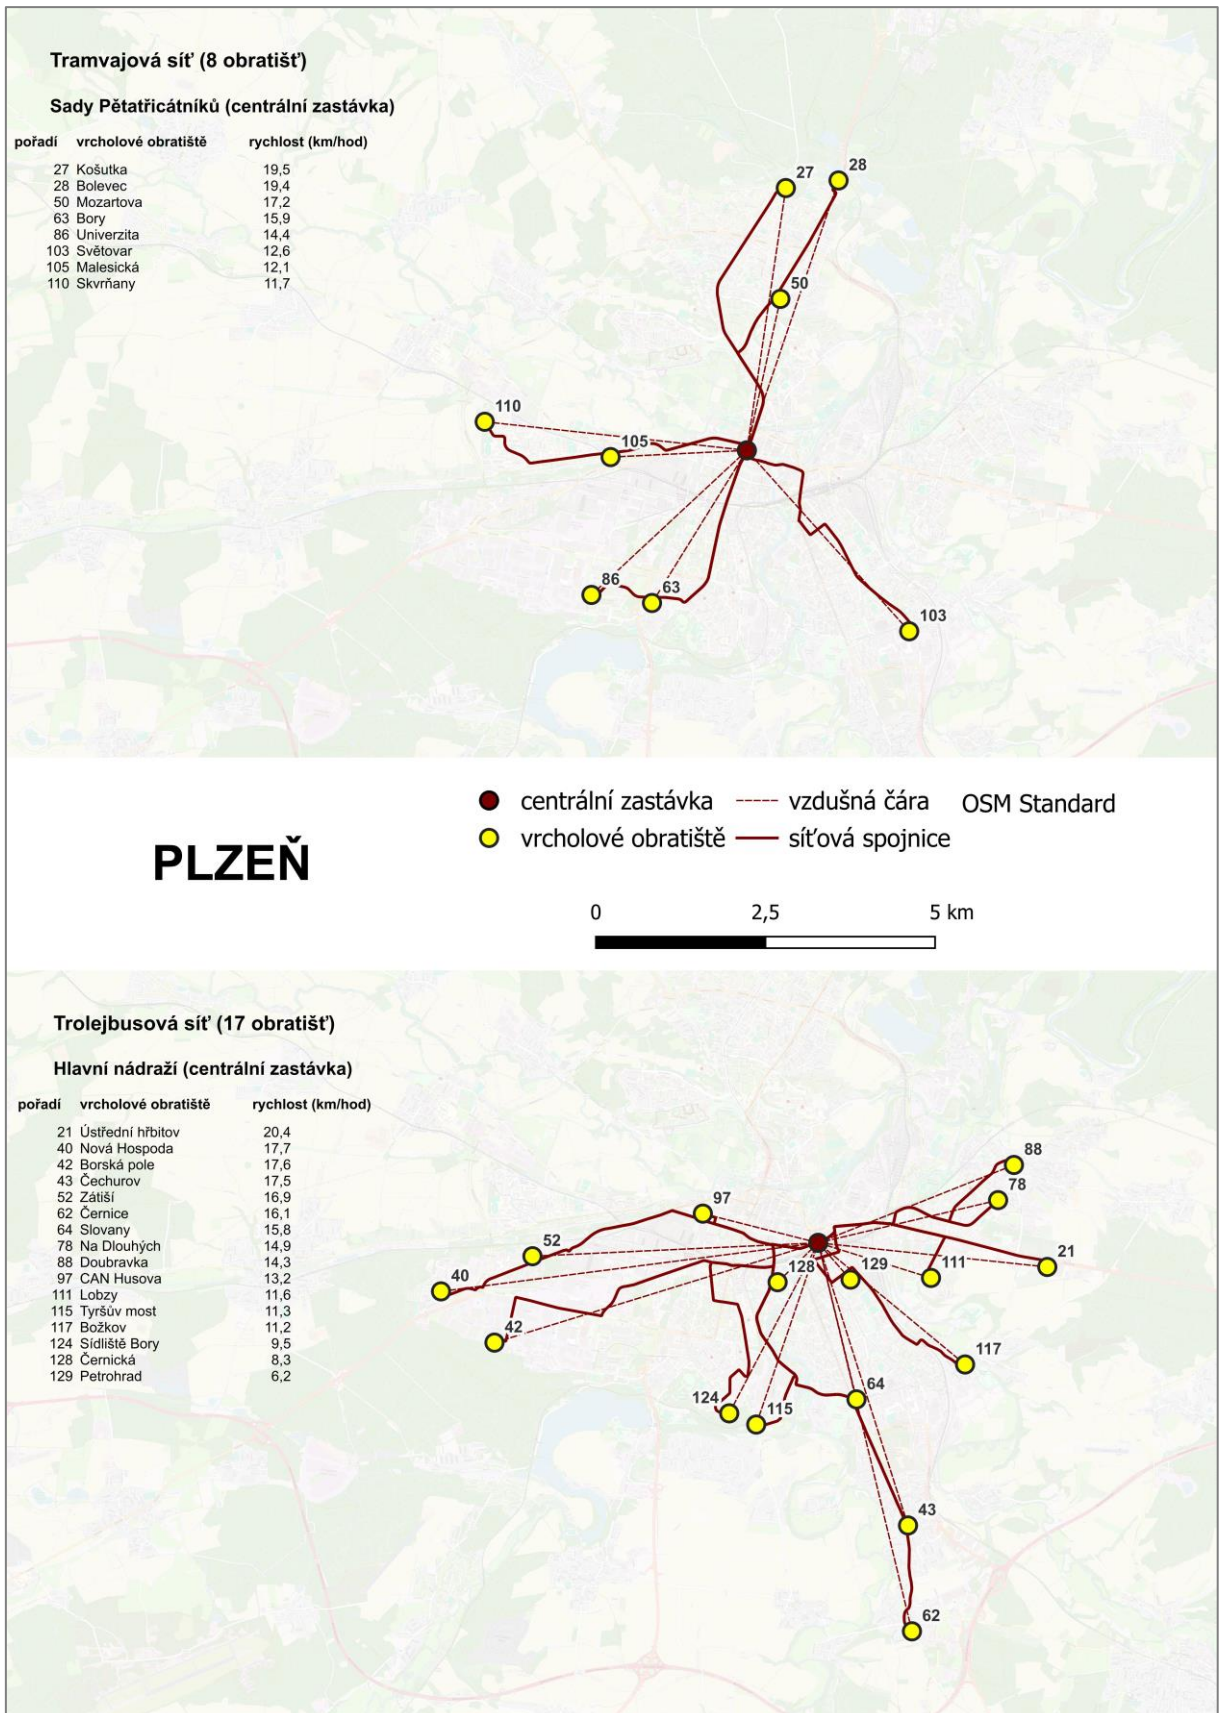 Tramvajová síť (8 obratišť)
Sady Pětatřicátníků (centrální zastávka)
pořadí vrcholové obratiště rychlost (km/hod)
27 Košutka 19,5
28 Bolevec 19,4
50 Mozartova 17,2
63 Bory 15,9
86 Univerzita 14,4
103 Světovar 12,6
105 Malesická 12,1
110 Skvrňany 11,7
27
28
50
110
105
86
63
103
PLZEŇ
centrální zastávka
vzdušná čára
OSM Standard
vrcholové obratiště
síťová spojnice
0 2,5 5 km
Trolejbusová síť (17 obratišť)
Hlavní nádraží (centrální zastávka)
pořadí vrcholové obratiště rychlost (km/hod)
21 Ústřední hřbitov 20,4
40 Nová Hospoda 17,7
42 Borská pole 17,6
43 Čechurov 17,5
52 Zátiší 16,9
62 Černice 16,1
64 Slovany 15,8
78 Na Dlouhých 14,9
88 Doubravka 14,3
97 CAN Husova 13,2
111 Lobzy 11,6
115 Tyršův most 11,3
117 Božkov 11,2
124 Sídliště Bory 9,5
128 Černická 8,3
129 Petrohrad 6,2
88
78
97
52
21
40
128
129
111
42
117
64
124
115
43
62